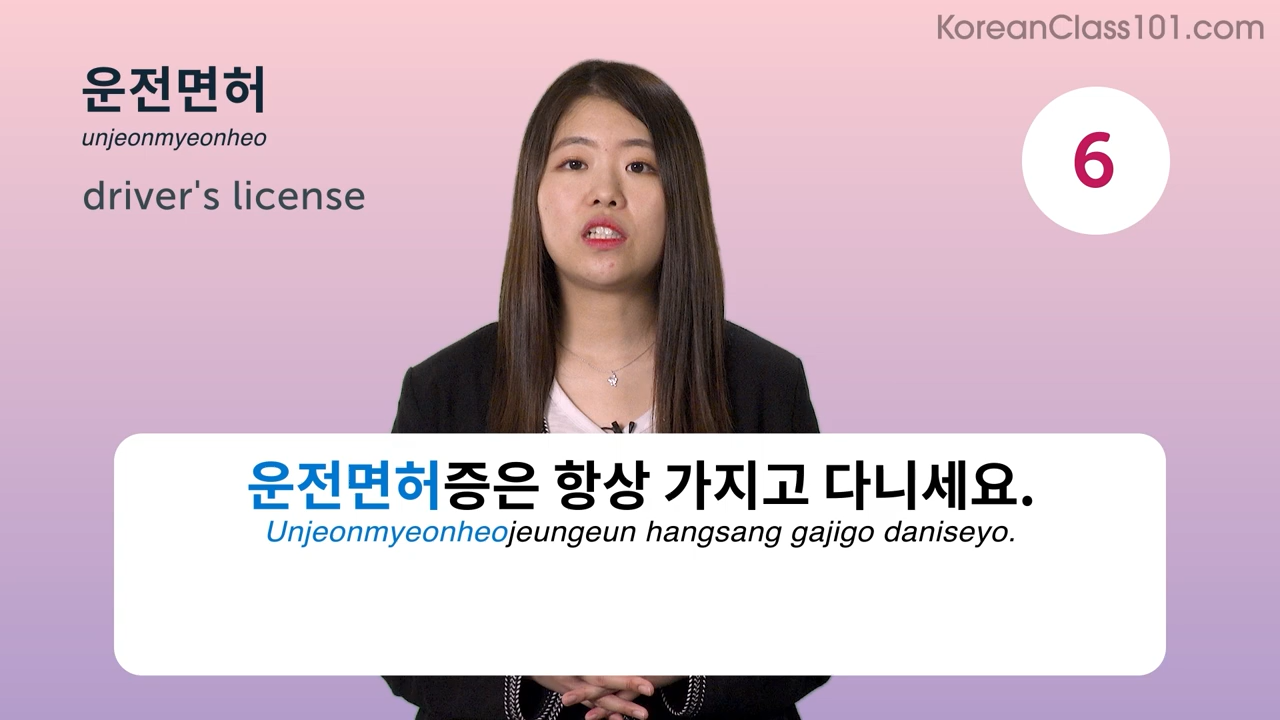 KoreanClass101.com
운전면허
unjeonmyeonheo
driver's license
6
운전면허증은 항상 가지고 다니세요.
Unjeonmyeonheojeungeun hangsang gajigo daniseyo.